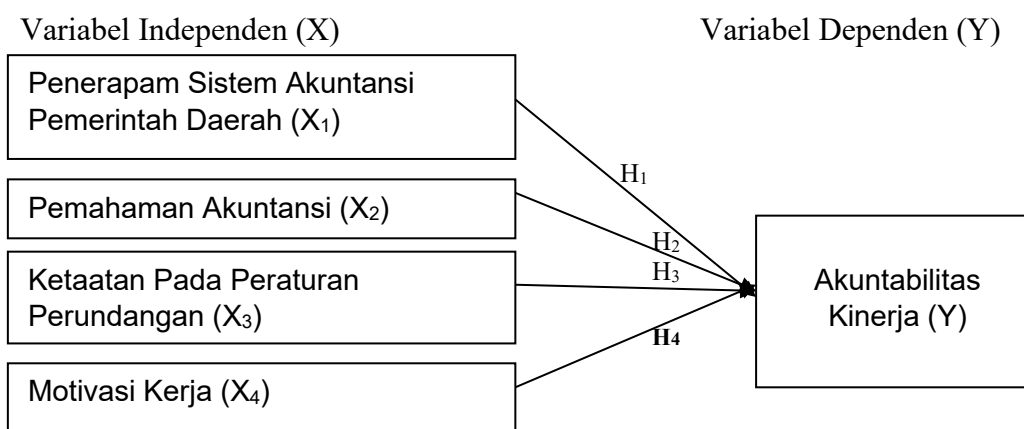 Variabel Independen (X)
Variabel Dependen (Y)
Penerapam Sistem Akuntansi
Pemerintah Daerah (X₁)
H₁
Pemahaman Akuntansi (X₂)
H₂
Ketaatan Pada Peraturan
Perundangan (X₃)
H₃
Akuntabilitas
Kinerja (Y)
H4
Motivasi Kerja (X₄)